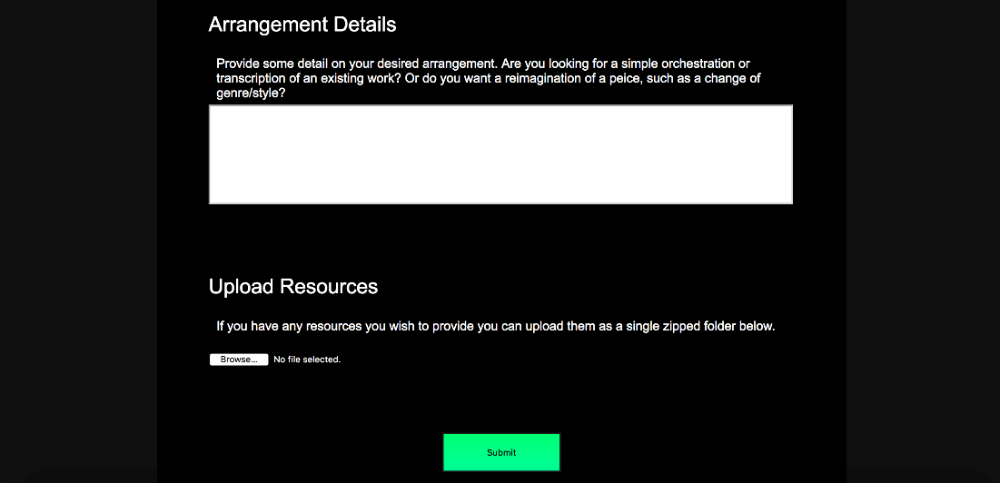 Arrangement Details
Provide some detail on your desired arrangement. Are you looking for a simple orchestration or
transcription of an existing work? Or do you want a reimagination of a peice, such as a change of
genre/style?
Upload Resources
If you have any resources you wish to provide you can upload them as a single zipped folder below.
Browse... No file selected.
Submit